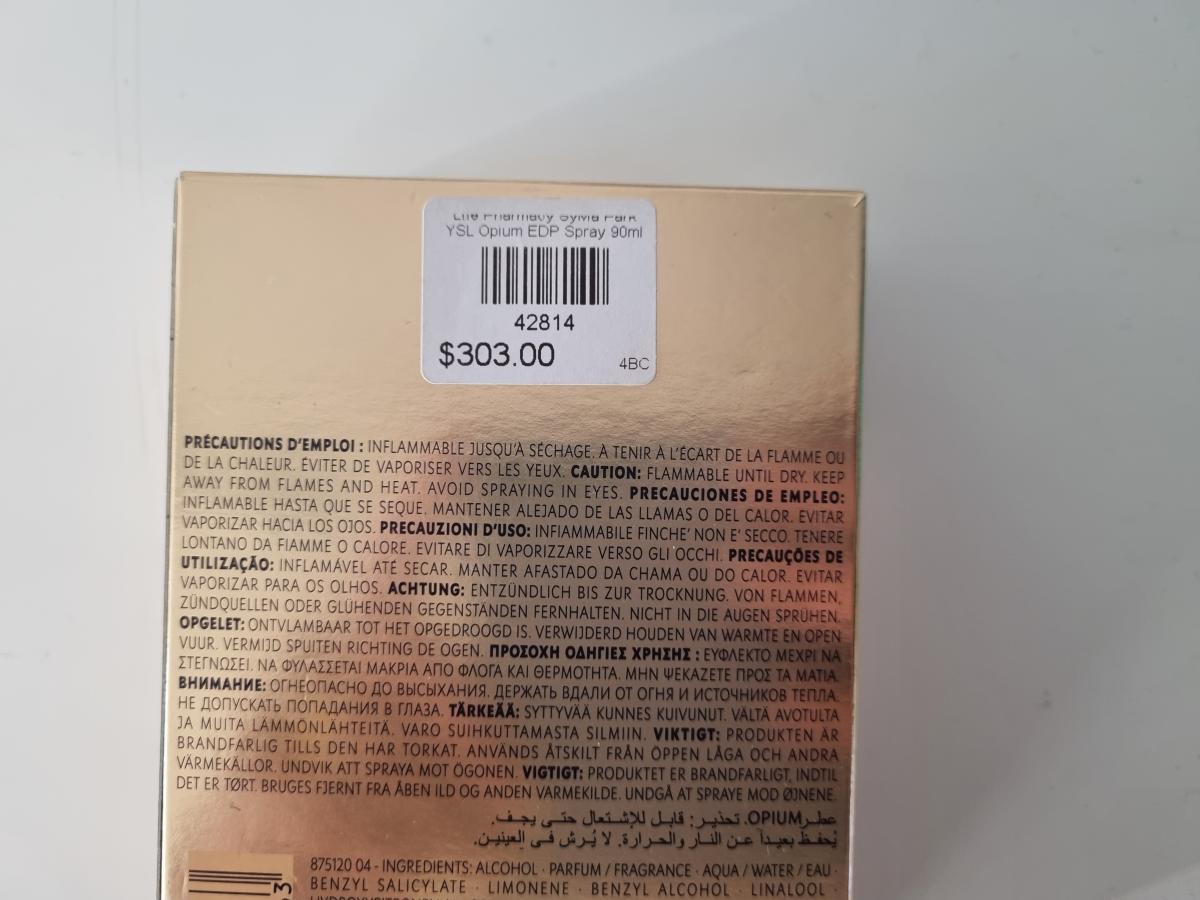 Life Pharmacy Sylvia Park
YSL Opium EDP Spray 90ml
42814
$303.00
4BC
PRÉCAUTIONS D'EMPLOI : INFLAMMABLE JUSQU'À SÉCHAGE. À TENIR À L'ÉCART DE LA FLAMME OU
DE LA CHALEUR. ÉVITER DE VAPORISER VERS LES YEUX. CAUTION: FLAMMABLE UNTIL DRY. KEEP
AWAY FROM FLAMES AND HEAT. AVOID SPRAYING IN EYES. PRECAUCIONES DE EMPLEO:
INFLAMABLE HASTA QUE SE SEQUE. MANTENER ALEJADO DE LAS LLAMAS O DEL CALOR. EVITAR
VAPORIZAR HACIA LOS OJOS. PRECAUZIONI D'USO: INFIAMMABILE FINCHE' NON E' SECCO. TENERE
LONTANO DA FIAMME O CALORE. EVITARE DI VAPORIZZARE VERSO GLI OCCHI. PRECAUÇÕES DE
UTILIZAÇÃO: INFLAMÁVEL ATÉ SECAR. MANTER AFASTADO DA CHAMA OU DO CALOR. EVITAR
VAPORIZAR PARA OS OLHOS. ACHTUNG: ENTZÜNDLICH BIS ZUR TROCKNUNG. VON FLAMMEN,
ZÜNDQUELLEN ODER GLÜHENDEN GEGENSTÄNDEN FERNHALTEN. NICHT IN DIE AUGEN SPRÜHEN.
OPGELET: ONTVLAMBAAR TOT HET OPGEDROOGD IS. VERWIJDERD HOUDEN VAN WARMTE EN OPEN
VUUR. VERMIJD SPUITEN RICHTING DE OGEN. ΠΡΟΣΟΧΗ ΟΔΗΓΙΕΣ ΧΡΗΣΗΣ : ΕΥΦΛΕΚΤΟ ΜΕΧΡΙ ΝΑ
ΣΤΕΓΝΩΣΕΙ. ΝΑ ΦΥΛΑΣΣΕΤΑΙ ΜΑΚΡΙΑ ΑΠΟ ΦΛΟΓΑ ΚΑΙ ΘΕΡΜΟΤΗΤΑ. ΜΗΝ ΨΕΚΑΖΕΤΕ ΠΡΟΣ ΤΑ ΜΑΤΙΑ.
ВНИМАНИЕ: ОГНЕОПАСНО ДО ВЫСЫХАНИЯ. ДЕРЖАТЬ ВДАЛИ ОТ ОГНЯ И ИСТОЧНИКОВ ТЕПЛА.
НЕ ДОПУСКАТЬ ПОПАДАНИЯ В ГЛАЗА. TÄRKEÄÄ: SYTTYVÄÄ KUNNES KUIVUNUT. VÄLTÄ AVOTULTA
JA MUITA LÄMMÖNLÄHTEITÄ. VARO SUIHKUTTAMASTA SILMIIN. VIKTIGT: PRODUKTEN ÄR
BRANDFARLIG TILLS DEN HAR TORKAT. ANVÄNDS ÅTSKILT FRÅN ÖPPEN LÅGA OCH ANDRA
VÄRMEKÄLLOR. UNDVIK ATT SPRAYA MOT ÖGONEN. VIGTIGT: PRODUKTET ER BRANDFARLIGT, INDTIL
DET ER TØRT. BRUGES FJERNT FRA ÅBEN ILD OG ANDEN VARMEKILDE. UNDGÅ AT SPRAYE MOD ØJNENE.
عطر OPIUM. تحذير: قابل للإشتعال حتى يجف.
يُحفظ بعيداً عن النار والحرارة. لا يُرش في العينين.
875120 04 - INGREDIENTS: ALCOHOL · PARFUM / FRAGRANCE · AQUA / WATER / EAU ·
BENZYL SALICYLATE · LIMONENE · BENZYL ALCOHOL · LINALOOL ·